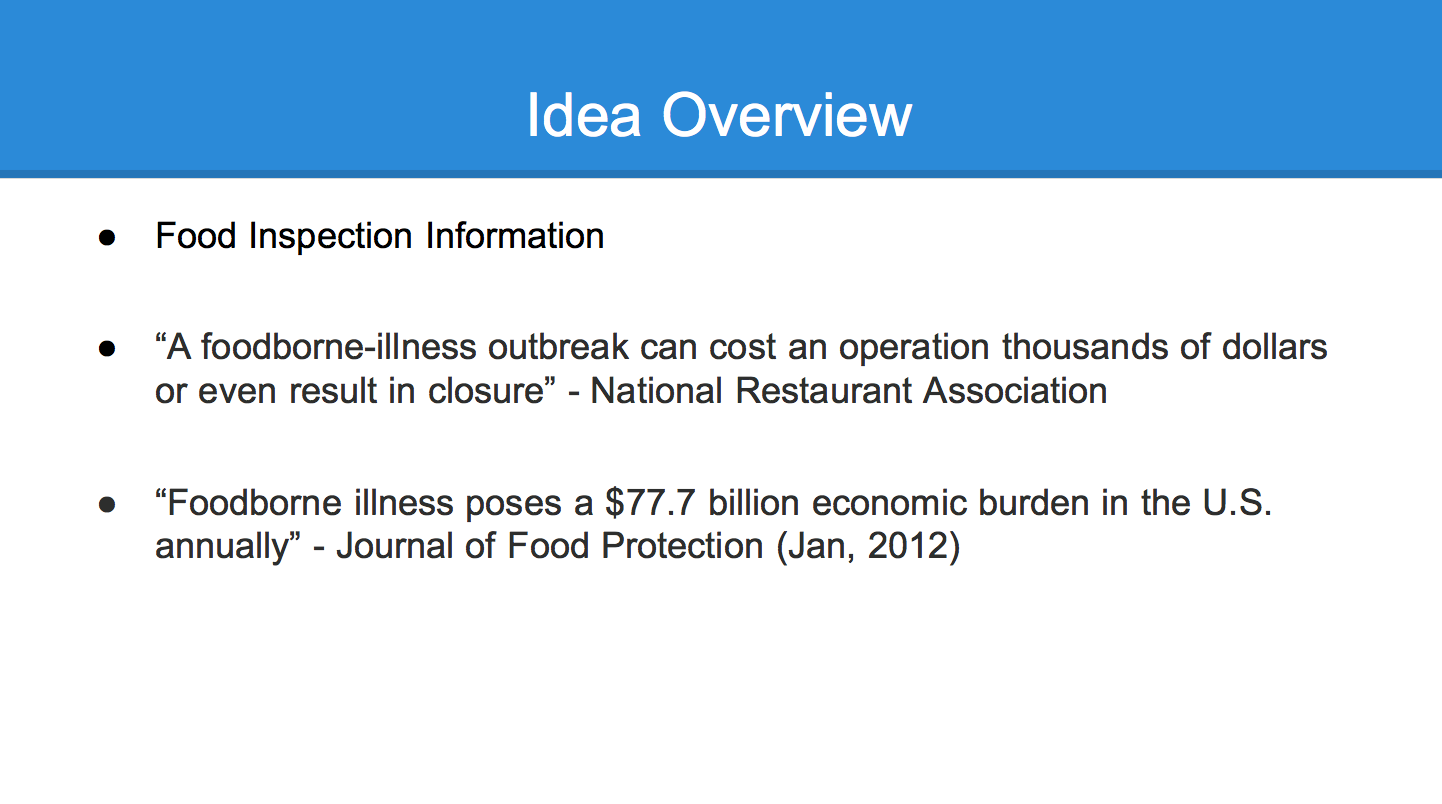 Idea Overview
● Food Inspection Information
● “A foodborne-illness outbreak can cost an operation thousands of dollars
or even result in closure” - National Restaurant Association
● “Foodborne illness poses a $77.7 billion economic burden in the U.S.
annually” - Journal of Food Protection (Jan, 2012)